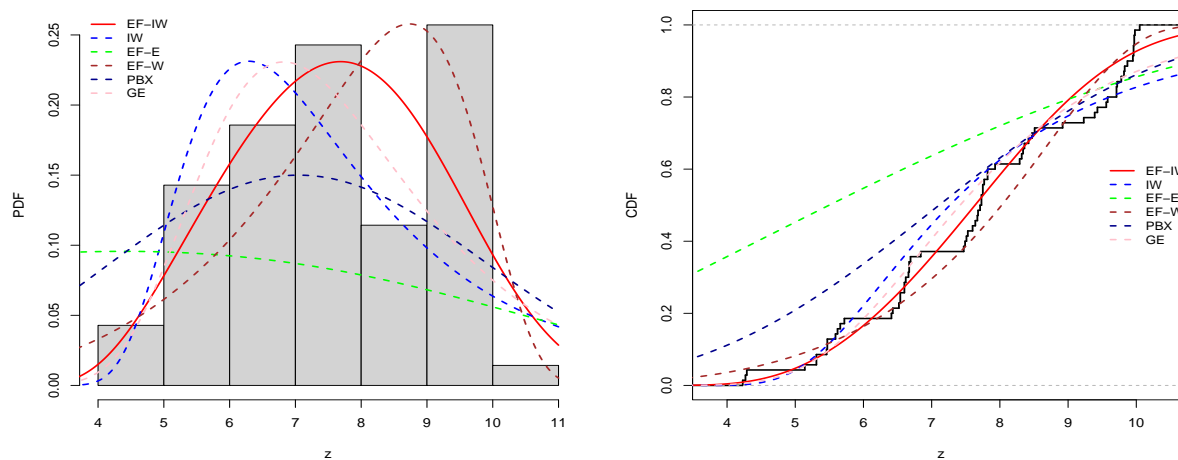 EF−IW
IW
EF−E
EF−W
PBX
GE
PDF
0.00
0.05
0.10
0.15
0.20
0.25
4 5 6 7 8 9 10 11
z
CDF
0.0
0.2
0.4
0.6
0.8
1.0
4 5 6 7 8 9 10
z
EF−IW
IW
EF−E
EF−W
PBX
GE